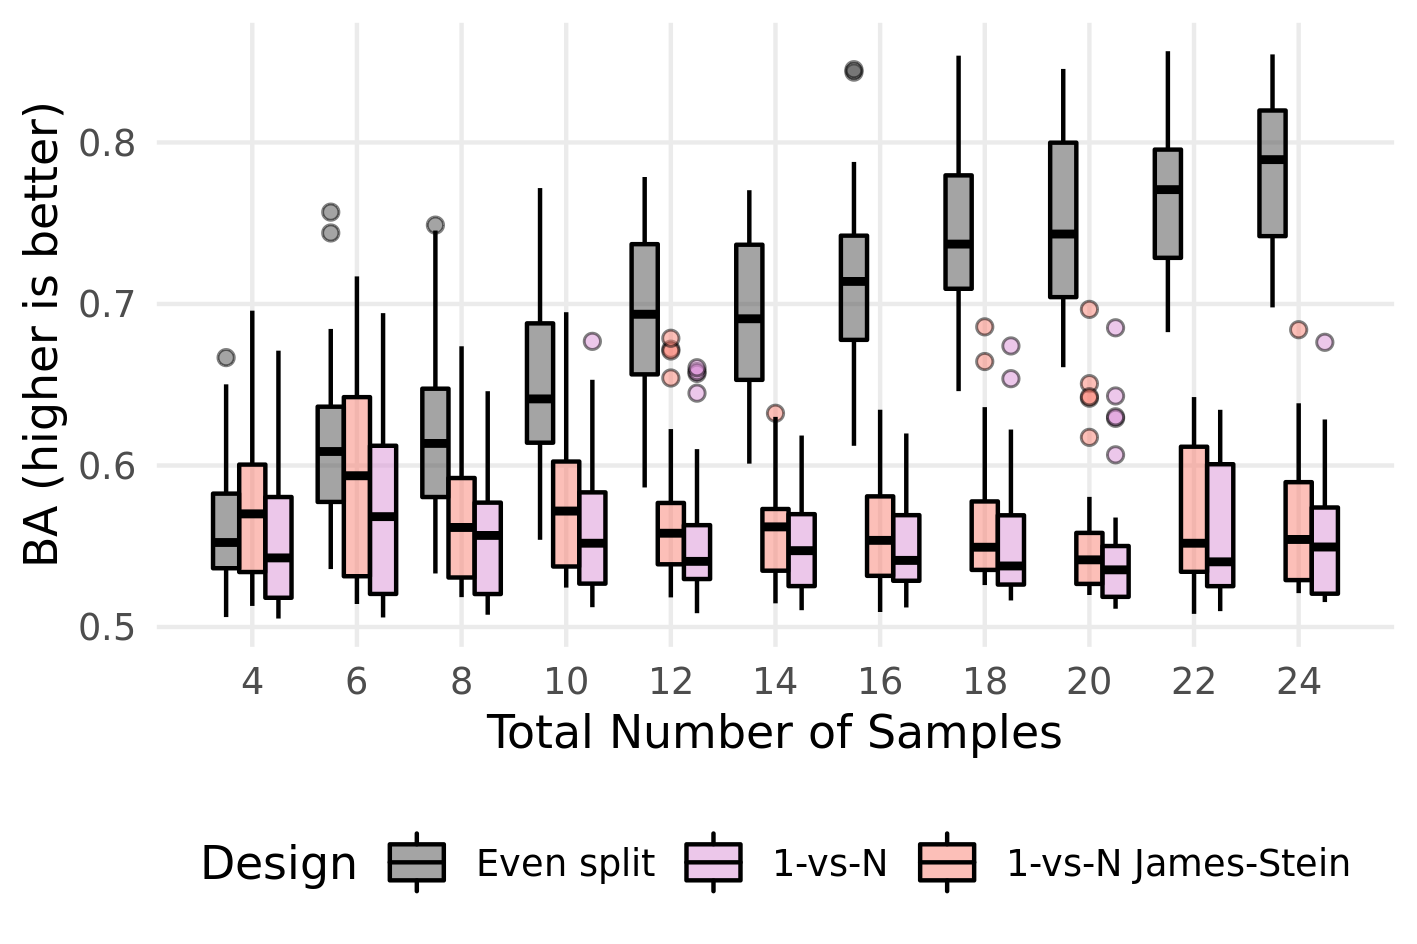 BA (higher is better)
0.8
0.7
0.6
0.5
4 6 8 10 12 14 16 18 20 22 24
Total Number of Samples
Design Even split 1-vs-N 1-vs-N James-Stein